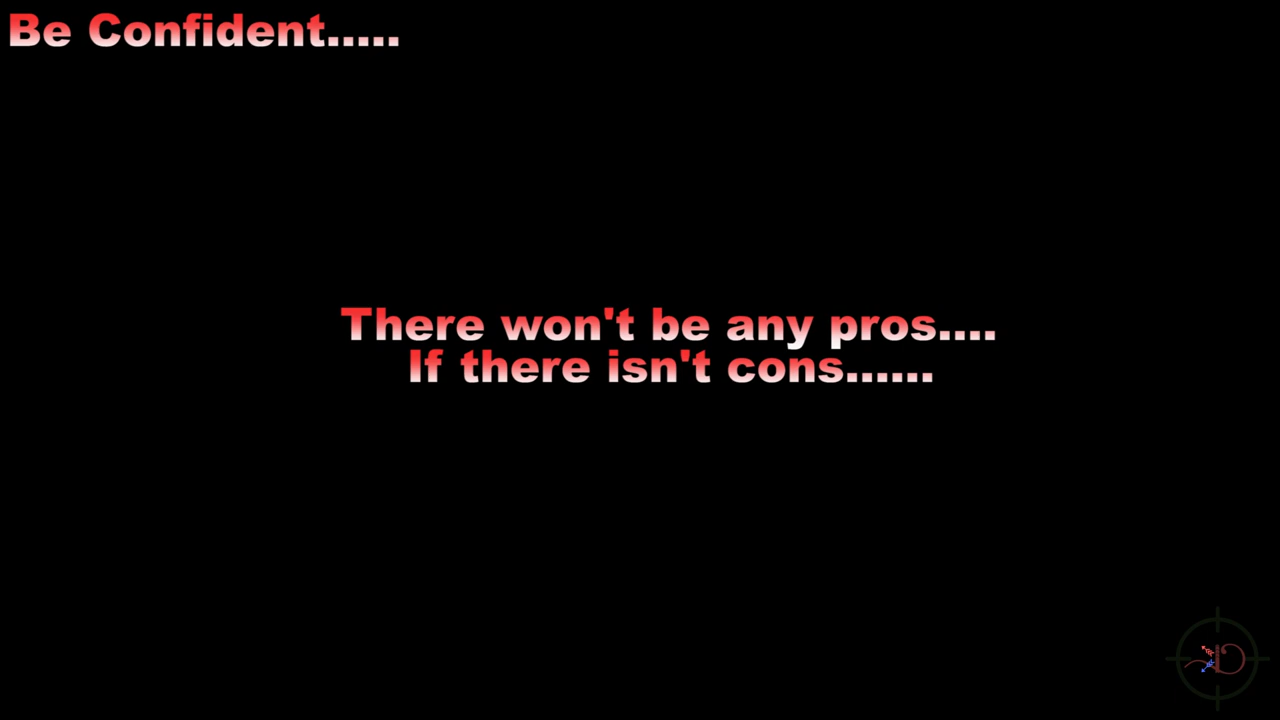 Be Confident.....
There won't be any pros....
If there isn't cons......